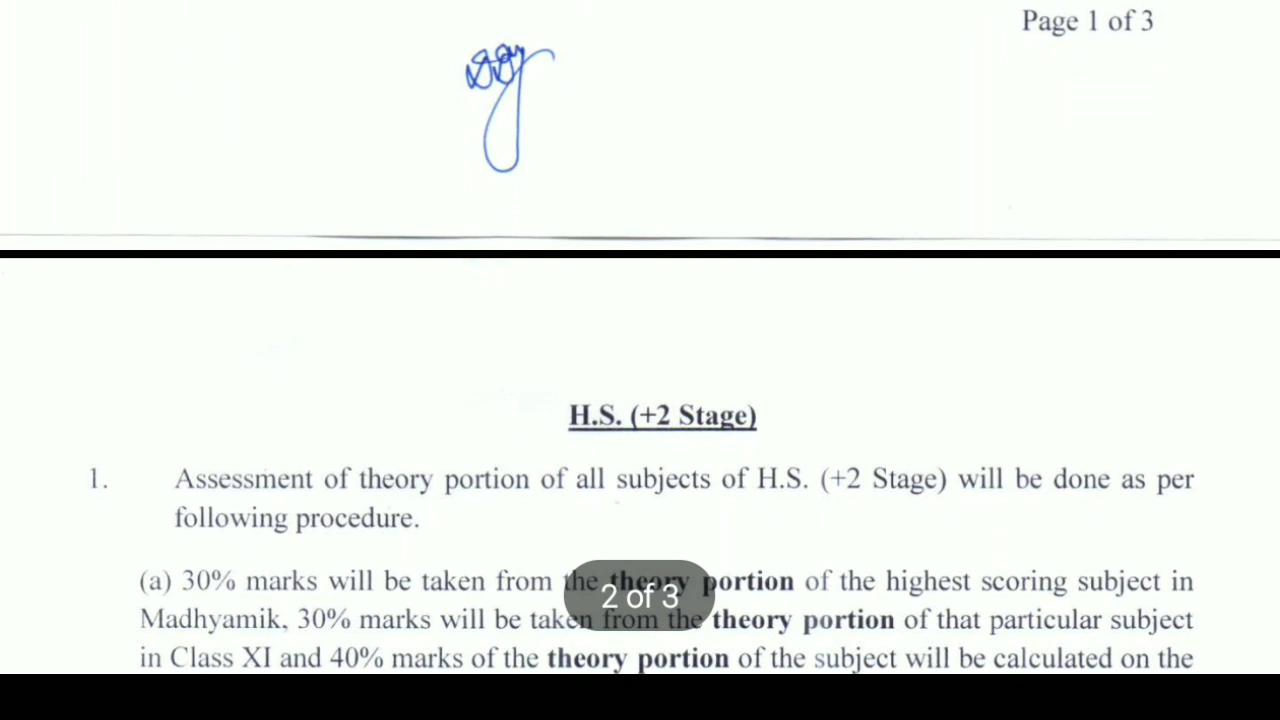 Page 1 of 3
H.S. (+2 Stage)
1. Assessment of theory portion of all subjects of H.S. (+2 Stage) will be done as per
following procedure.
(a) 30% marks will be taken from the theory portion of the highest scoring subject in
2 of 3
Madhyamik, 30% marks will be taken from the theory portion of that particular subject
in Class XI and 40% marks of the theory portion of the subject will be calculated on the